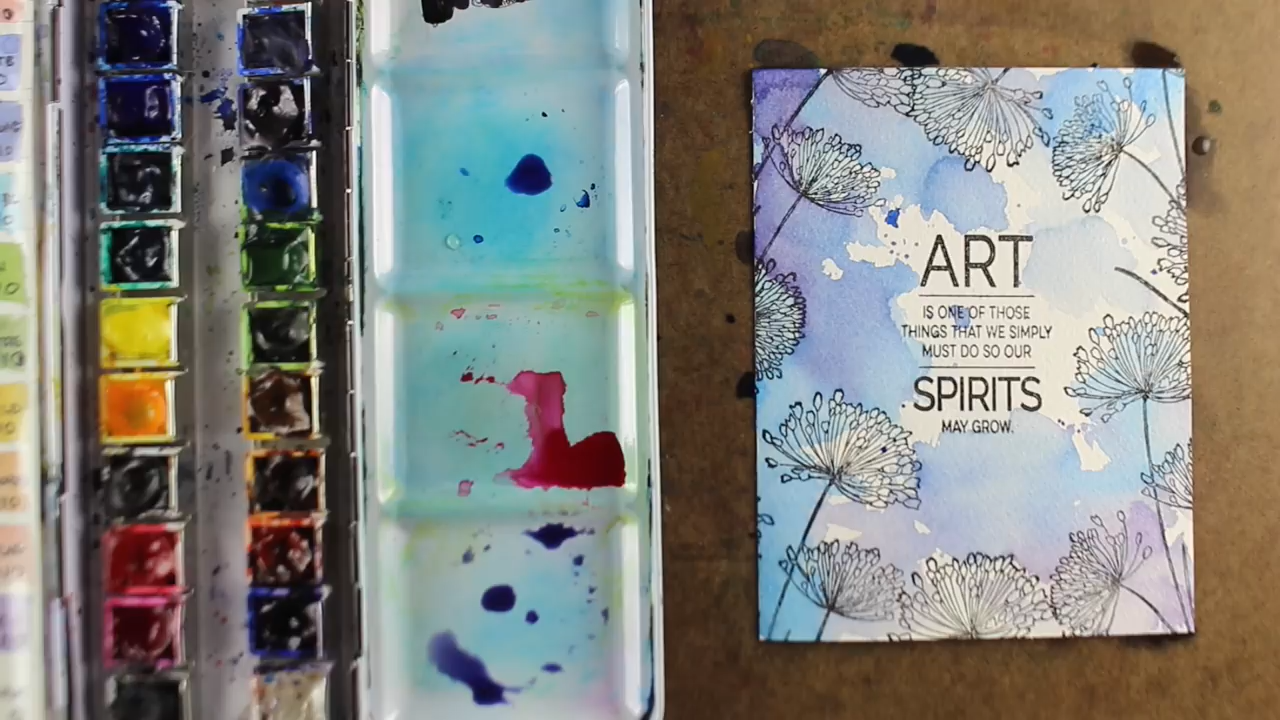 ART
IS ONE OF THOSE
THINGS THAT WE SIMPLY
MUST DO SO OUR
SPIRITS
MAY GROW.